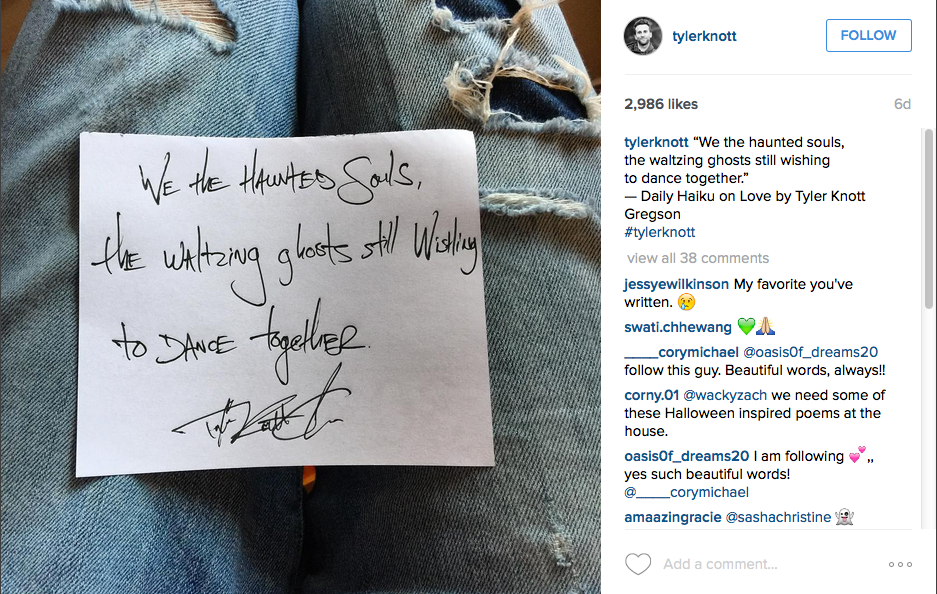 We the Haunted Souls,
the waltzing ghosts still Wishing
to Dance together.
tylerknott
FOLLOW
2,986 likes
6d
tylerknott “We the haunted souls,
the waltzing ghosts still wishing
to dance together.”
— Daily Haiku on Love by Tyler Knott
Gregson
#tylerknott
view all 38 comments
jessyewilkinson My favorite you've
written. 😢
swati.chhewang 💚🙏🏼
____corymichael @oasis0f_dreams20
follow this guy. Beautiful words, always!!
corny.01 @wackyzach we need some of
these Halloween inspired poems at the
house.
oasis0f_dreams20 I am following 💕,,
yes such beautiful words!
@____corymichael
amaazingracie @sashachristine 👻
Add a comment...